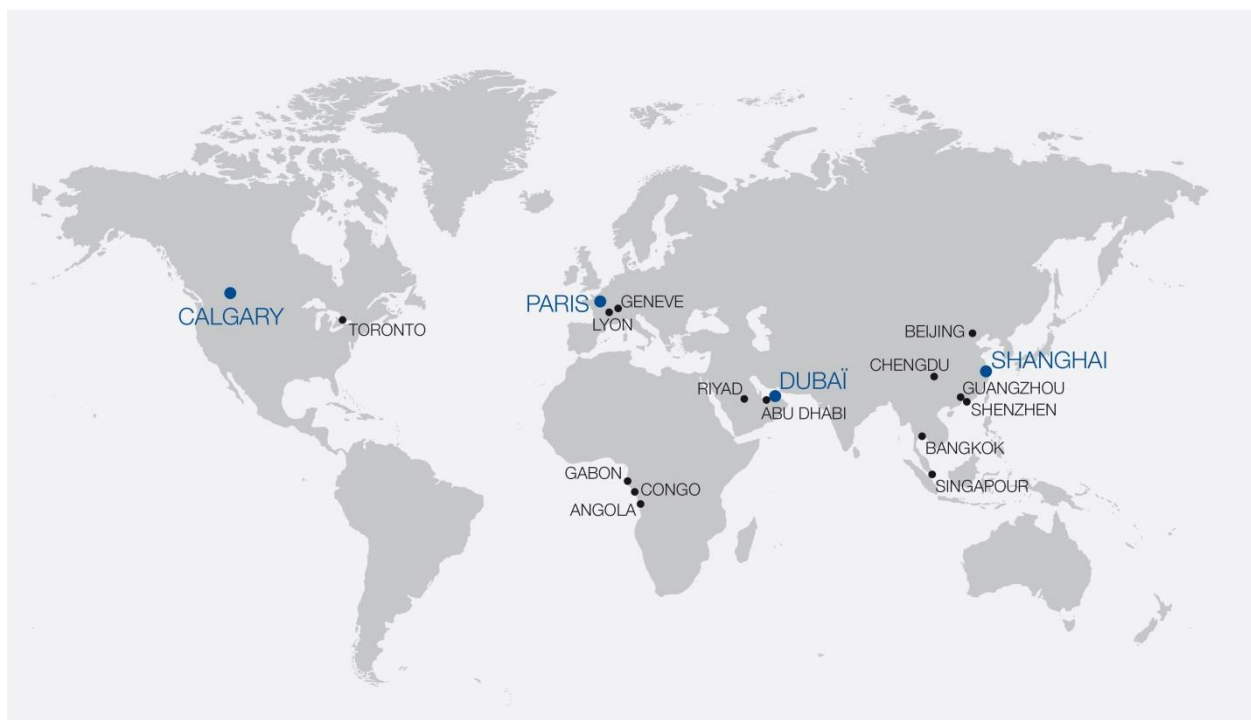 CALGARY
TORONTO
PARIS
GENEVE
LYON
RIYAD
DUBAÏ
ABU DHABI
BEIJING
SHANGHAI
CHENGDU
GUANGZHOU
SHENZHEN
BANGKOK
SINGAPOUR
GABON
CONGO
ANGOLA